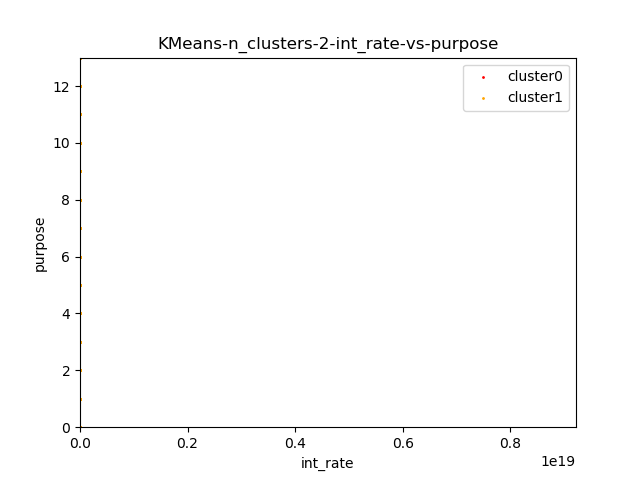 KMeans-n_clusters-2-int_rate-vs-purpose
cluster0
cluster1
12
10
8
6
4
2
0
purpose
0.0 0.2 0.4 0.6 0.8
1e19
int_rate